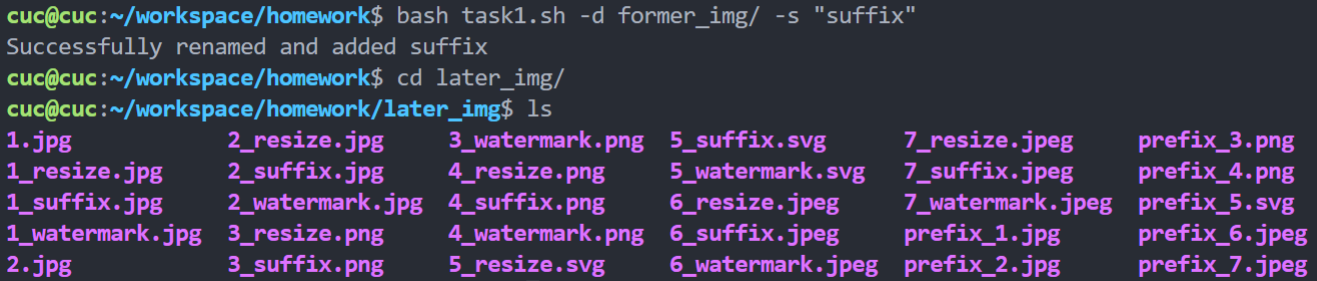 cuc@cuc:~/workspace/homework$ bash task1.sh -d former_img/ -s "suffix"
Successfully renamed and added suffix
cuc@cuc:~/workspace/homework$ cd later_img/
cuc@cuc:~/workspace/homework/later_img$ ls
1.jpg 2_resize.jpg 3_watermark.png 5_suffix.svg 7_resize.jpeg prefix_3.png
1_resize.jpg 2_suffix.jpg 4_resize.png 5_watermark.svg 7_suffix.jpeg prefix_4.png
1_suffix.jpg 2_watermark.jpg 4_suffix.png 6_resize.jpeg 7_watermark.jpeg prefix_5.svg
1_watermark.jpg 3_resize.png 4_watermark.png 6_suffix.jpeg prefix_1.jpg prefix_6.jpeg
2.jpg 3_suffix.png 5_resize.svg 6_watermark.jpeg prefix_2.jpg prefix_7.jpeg